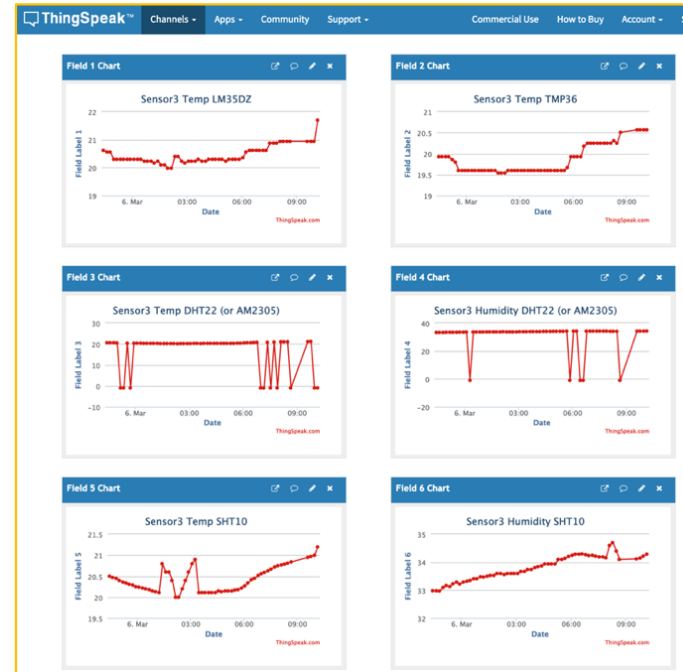 ThingSpeak™ Channels Apps Community Support Commercial Use How to Buy Account
Field 1 Chart
Sensor3 Temp LM35DZ
22
21
20
19
Field Label 1
6. Mar 03:00 06:00 09:00
Date
ThingSpeak.com
Field 2 Chart
Sensor3 Temp TMP36
21
20.5
20
19.5
19
Field Label 2
6. Mar 03:00 06:00 09:00
Date
ThingSpeak.com
Field 3 Chart
Sensor3 Temp DHT22 (or AM2305)
30
20
10
0
-10
Field Label 3
6. Mar 03:00 06:00 09:00
Date
ThingSpeak.com
Field 4 Chart
Sensor3 Humidity DHT22 (or AM2305)
40
20
0
-20
Field Label 4
6. Mar 03:00 06:00 09:00
Date
ThingSpeak.com
Field 5 Chart
Sensor3 Temp SHT10
21.5
21
20.5
20
19.5
Field Label 5
6. Mar 03:00 06:00 09:00
Date
ThingSpeak.com
Field 6 Chart
Sensor3 Humidity SHT10
35
34
33
32
Field Label 6
6. Mar 03:00 06:00 09:00
Date
ThingSpeak.com